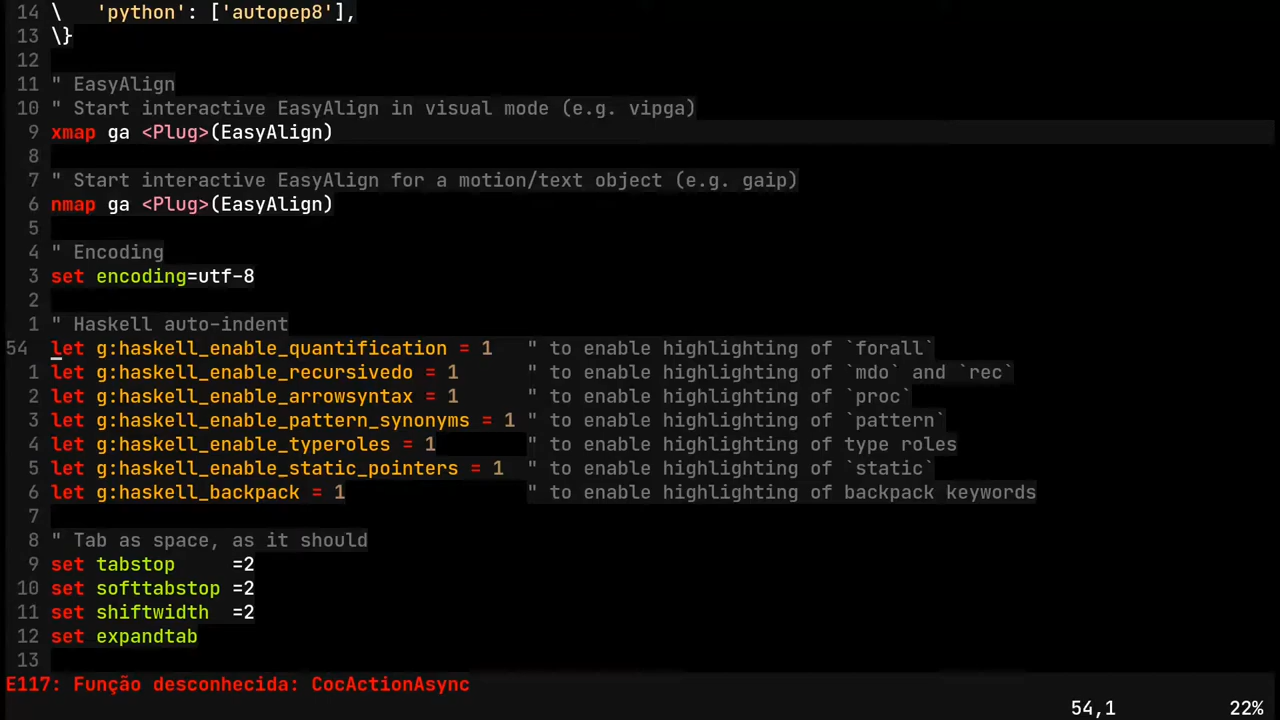 14 \   'python': ['autopep8'],
13 \}
12
11 " EasyAlign
10 " Start interactive EasyAlign in visual mode (e.g. vipga)
9 xmap ga <Plug>(EasyAlign)
8
7 " Start interactive EasyAlign for a motion/text object (e.g. gaip)
6 nmap ga <Plug>(EasyAlign)
5
4 " Encoding
3 set encoding=utf-8
2
1 " Haskell auto-indent
54 let g:haskell_enable_quantification = 1   " to enable highlighting of `forall`
1 let g:haskell_enable_recursivedo = 1      " to enable highlighting of `mdo` and `rec`
2 let g:haskell_enable_arrowsyntax = 1      " to enable highlighting of `proc`
3 let g:haskell_enable_pattern_synonyms = 1 " to enable highlighting of `pattern`
4 let g:haskell_enable_typeroles = 1        " to enable highlighting of type roles
5 let g:haskell_enable_static_pointers = 1  " to enable highlighting of `static`
6 let g:haskell_backpack = 1                " to enable highlighting of backpack keywords
7
8 " Tab as space, as it should
9 set tabstop     =2
10 set softtabstop =2
11 set shiftwidth  =2
12 set expandtab
13
E117: Função desconhecida: CocActionAsync
54,1 22%